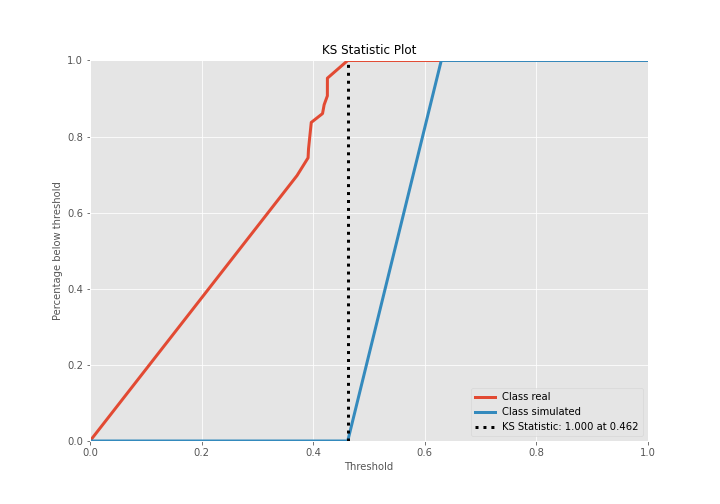 KS Statistic Plot
1.0
0.8
0.6
0.4
0.2
0.0
Percentage below threshold
0.0 0.2 0.4 0.6 0.8 1.0
Threshold
Class real
Class simulated
KS Statistic: 1.000 at 0.462